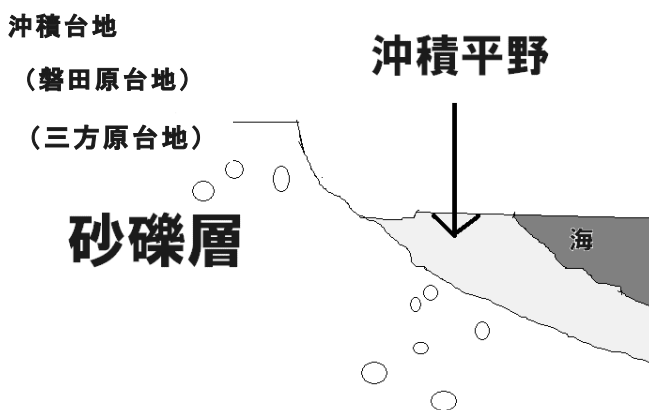 沖積台地
（磐田原台地）
（三方原台地）
沖積平野
砂礫層
海